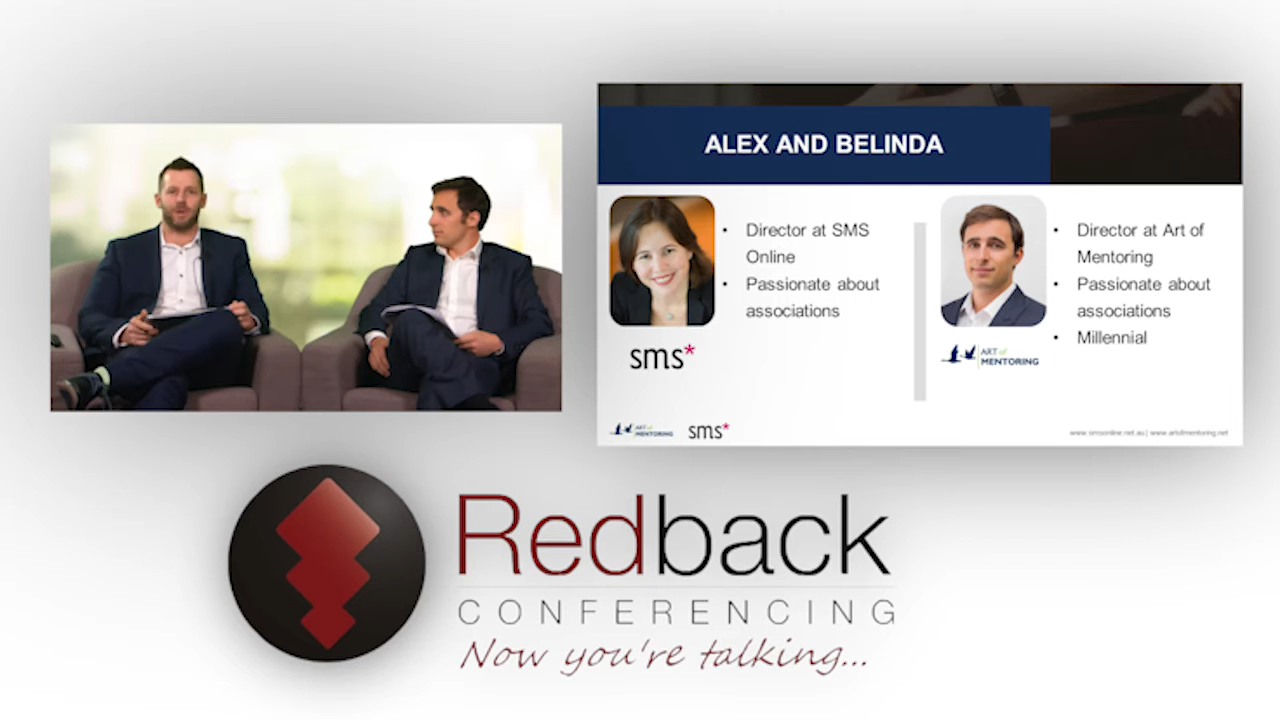 ALEX AND BELINDA
• Director at SMS
Online
• Passionate about
associations
sms*
• Director at Art of
Mentoring
• Passionate about
associations
• Millennial
ART of
MENTORING
ART of
MENTORING
sms*
www.smsonline.net.au | www.artofmentoring.net
Redback
CONFERENCING
Now you're talking...